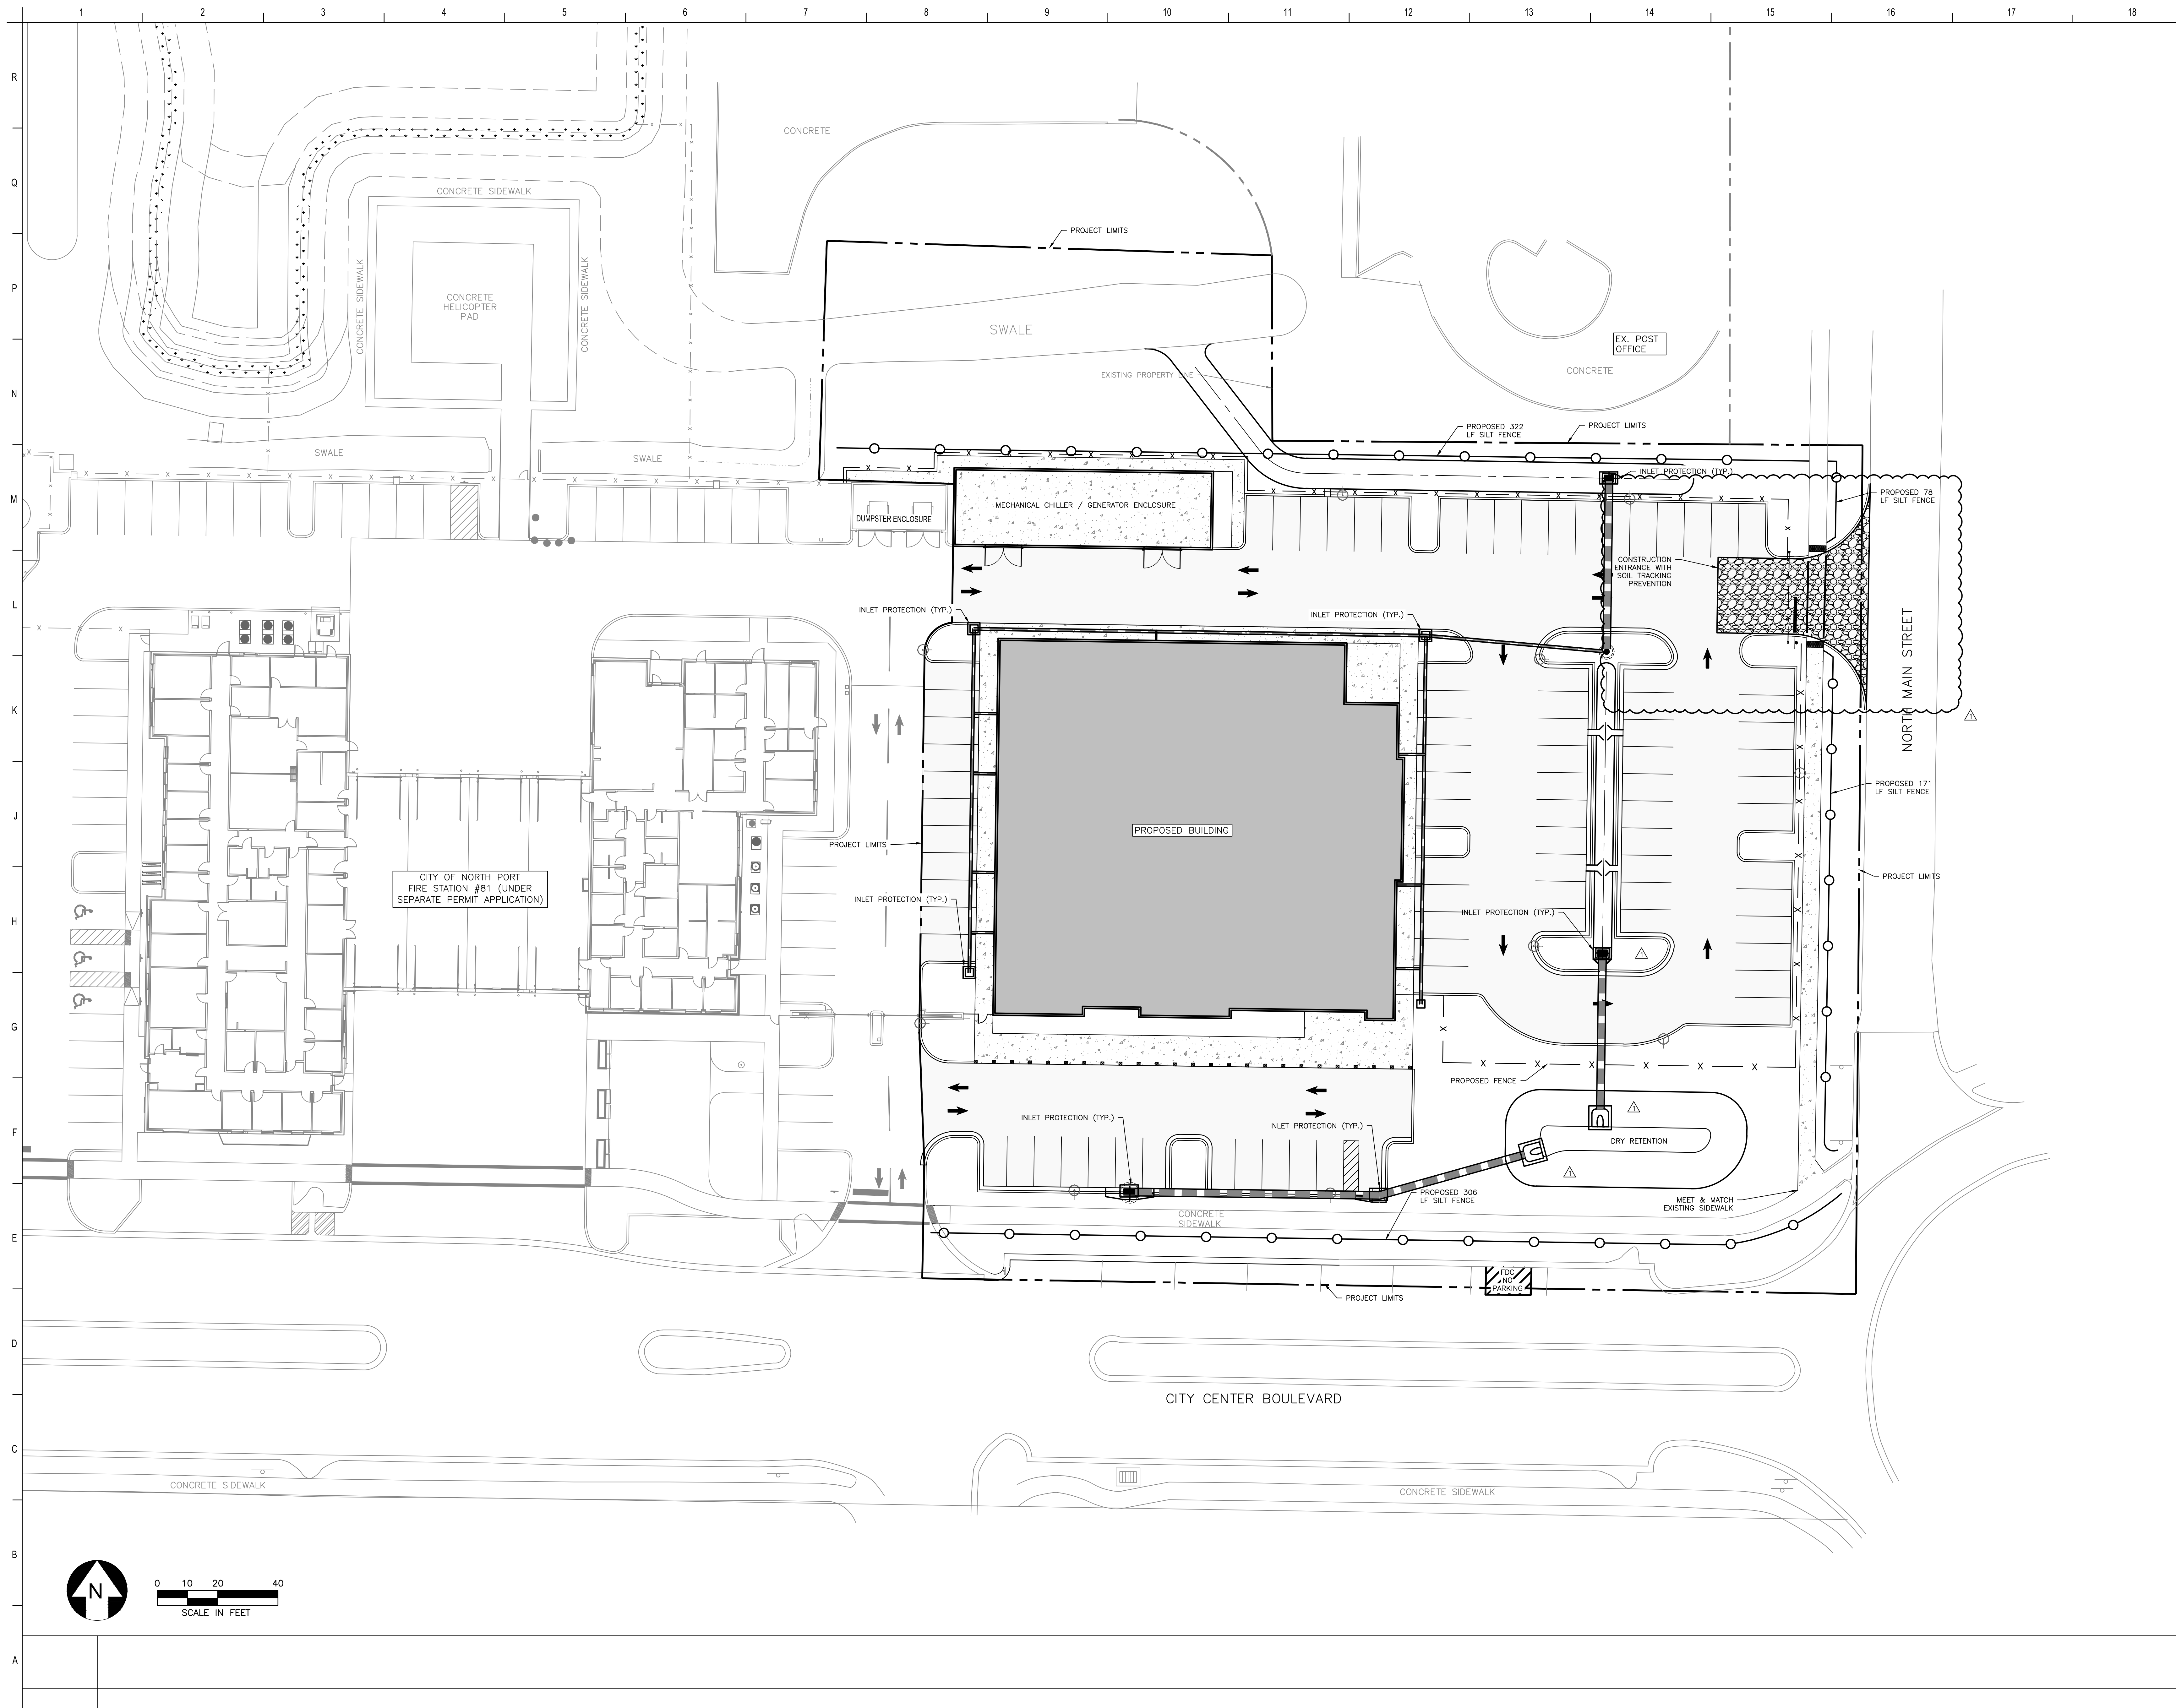 1 2 3 4 5 6 7 8 9 10 11 12 13 14 15 16 17 18
R
CONCRETE
Q
CONCRETE SIDEWALK
PROJECT LIMITS
CONCRETE SIDEWALK
CONCRETE SIDEWALK
P
CONCRETE
HELICOPTER
PAD
SWALE
EX. POST
OFFICE
CONCRETE
EXISTING PROPERTY LINE
N
PROPOSED 322
LF SILT FENCE
PROJECT LIMITS
SWALE
SWALE
INLET PROTECTION (TYP.)
PROPOSED 78
LF SILT FENCE
M
MECHANICAL CHILLER / GENERATOR ENCLOSURE
DUMPSTER ENCLOSURE
CONSTRUCTION
ENTRANCE WITH
SOIL TRACKING
PREVENTION
L
INLET PROTECTION (TYP.)
INLET PROTECTION (TYP.)
NORTH MAIN STREET
K
1
PROPOSED 171
LF SILT FENCE
J
PROPOSED BUILDING
PROJECT LIMITS
CITY OF NORTH PORT
FIRE STATION #81 (UNDER
SEPARATE PERMIT APPLICATION)
PROJECT LIMITS
INLET PROTECTION (TYP.)
INLET PROTECTION (TYP.)
H
1
G
PROPOSED FENCE
1
INLET PROTECTION (TYP.)
INLET PROTECTION (TYP.)
F
DRY RETENTION
1
PROPOSED 306
LF SILT FENCE
MEET & MATCH
EXISTING SIDEWALK
CONCRETE
SIDEWALK
E
FDC
NO
PARKING
PROJECT LIMITS
D
CITY CENTER BOULEVARD
C
CONCRETE SIDEWALK
CONCRETE SIDEWALK
B
N
0 10 20 40
SCALE IN FEET
A